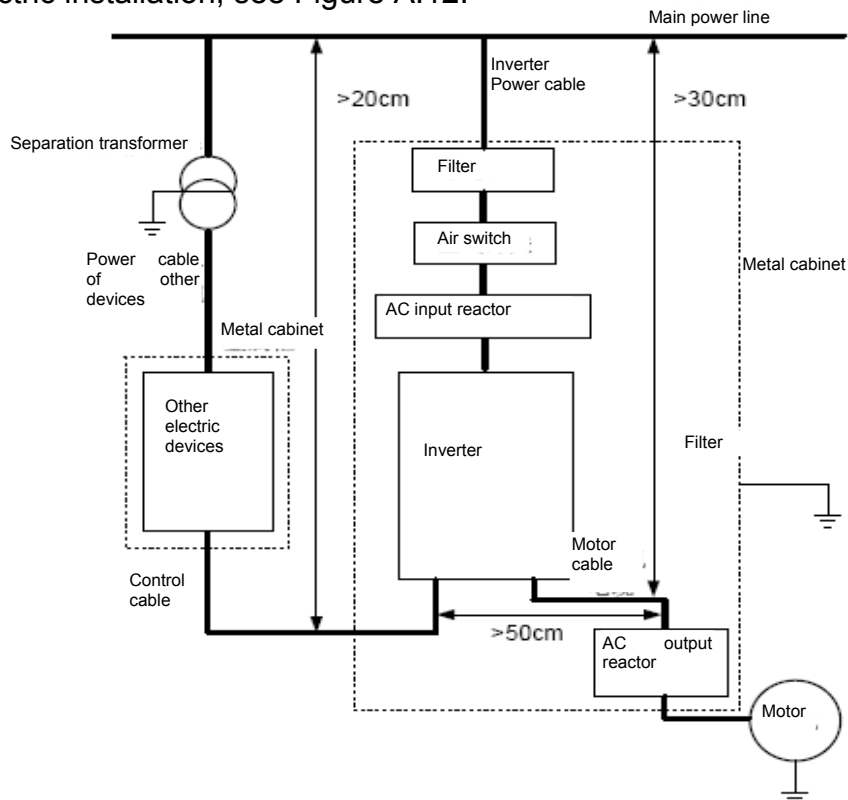 etric installation, see Figure A.12.
Main power line
Inverter
Power cable
>20cm
>30cm
Separation transformer
Filter
Air switch
Power cable
of other
devices
Metal cabinet
AC input reactor
Metal cabinet
Other
electric
devices
Inverter
Filter
Motor
cable
Control
cable
>50cm
AC output
reactor
Motor